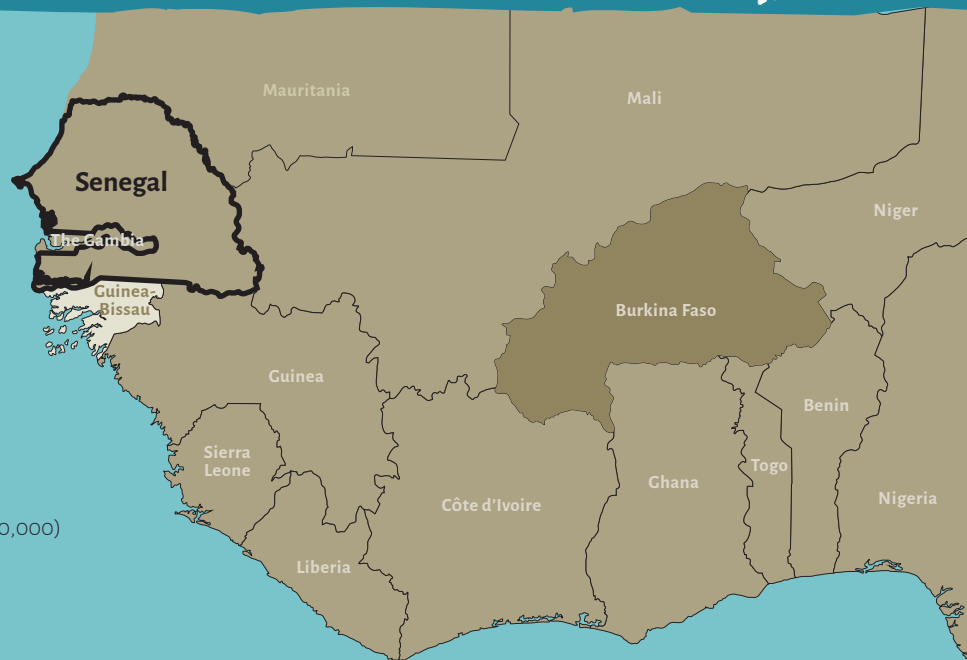 Mauritania
Mali
Senegal
Niger
The Gambia
Guinea-
Bissau
Burkina Faso
Guinea
Benin
Sierra
Leone
Togo
Ghana
Côte d'Ivoire
Nigeria
0,000)
Liberia